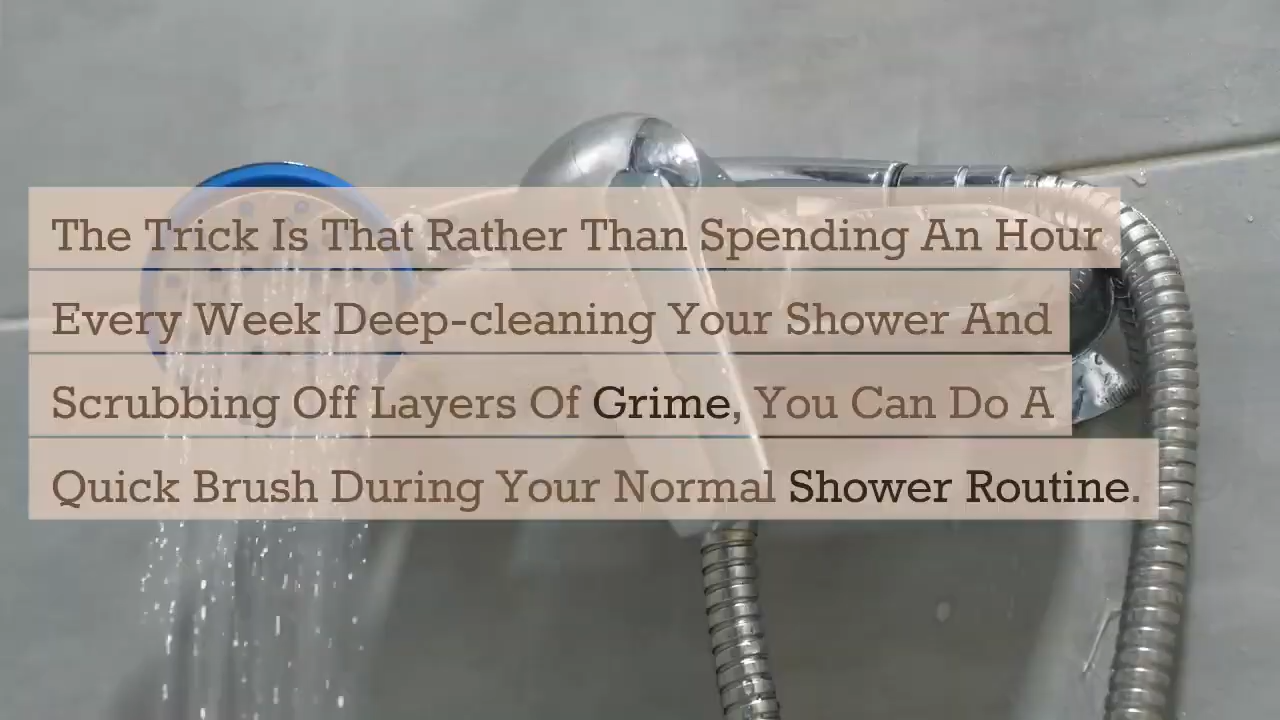 The Trick Is That Rather Than Spending An Hour
Every Week Deep-cleaning Your Shower And
Scrubbing Off Layers Of Grime, You Can Do A
Quick Brush During Your Normal Shower Routine.